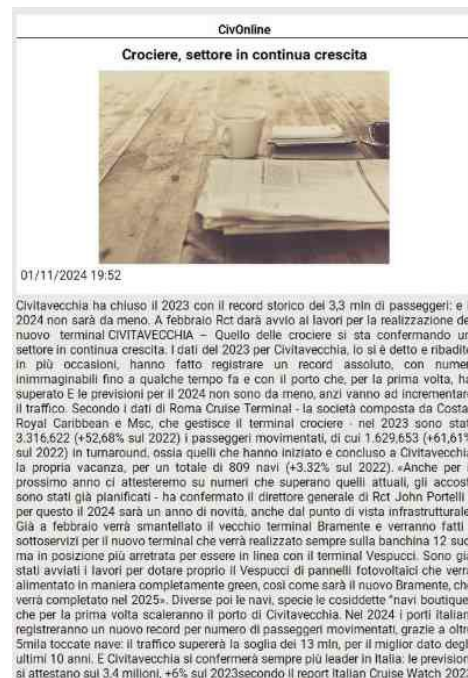 CivOnline
Crociere, settore in continua crescita
01/11/2024 19:52
Civitavecchia ha chiuso il 2023 con il record storico dei 3,3 mln di passeggeri: e
2024 non sarà da meno. A febbraio Rct darà avvio ai lavori per la realizzazione de
nuovo terminal CIVITAVECCHIA – Quello delle crociere si sta confermando un
settore in continua crescita. I dati del 2023 per Civitavecchia, lo si è detto e ribadito
in più occasioni, hanno fatto registrare un record assoluto, con numer
inimmaginabili fino a qualche tempo fa e con il porto che, per la prima volta, ha
superato E le previsioni per il 2024 non sono da meno, anzi vanno ad incrementare
il traffico. Secondo i dati di Roma Cruise Terminal - la società composta da Costa,
Royal Caribbean e Msc, che gestisce il terminal crociere - nel 2023 sono stat
3.316,622 (+52,68% sul 2022) i passeggeri movimentati, di cui 1.629,653 (+61,61%
sul 2022) in turnaround, ossia quelli che hanno iniziato e concluso a Civitavecchia
la propria vacanza, per un totale di 809 navi (+3.32% sul 2022). «Anche per
prossimo anno ci attesteremo su numeri che superano quelli attuali, gli accosti
sono stati già pianificati - ha confermato il direttore generale di Rct John Portelli
per questo il 2024 sarà un anno di novità, anche dal punto di vista infrastrutturale
Già a febbraio verrà smantellato il vecchio terminal Bramente e verranno fatti
sottoservizi per il nuovo terminal che verrà realizzato sempre sulla banchina 12 sud
ma in posizione più arretrata per essere in linea con il terminal Vespucci. Sono già
stati avviati i lavori per dotare proprio il Vespucci di pannelli fotovoltaici che verrà
alimentato in maniera completamente green, così come sarà il nuovo Bramente, che
verrà completato nel 2025». Diverse poi le navi, specie le cosiddette "navi boutique"
che per la prima volta scaleranno il porto di Civitavecchia. Nel 2024 i porti italian
registreranno un nuovo record per numero di passeggeri movimentati, grazie a oltre
5mila toccate nave: il traffico supererà la soglia dei 13 mln, per il miglior dato degl
ultimi 10 anni. E Civitavecchia si confermerà sempre più leader in Italia: le previsioni
si attestano sui 3,4 milioni, +6% sul 2023secondo il report Italian Cruise Watch 2023